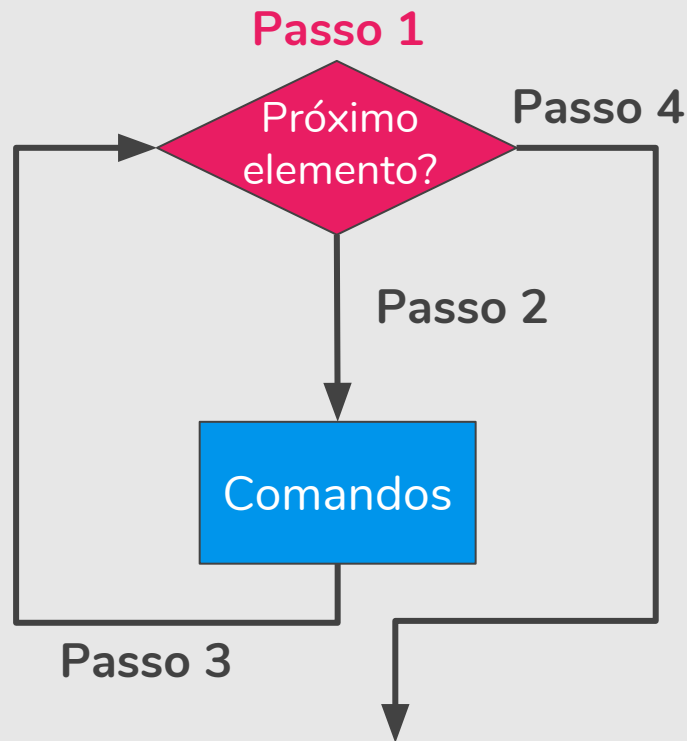 Passo 1
Próximo
elemento?
Passo 4
Passo 2
Comandos
Passo 3